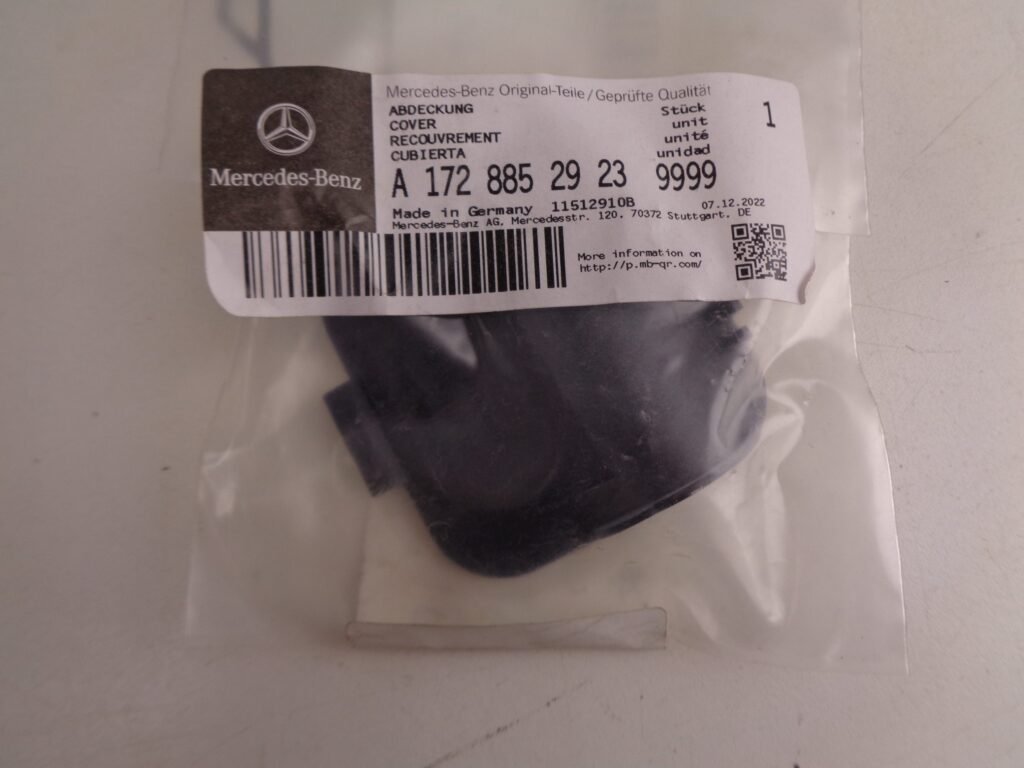 Mercedes-Benz
Mercedes-Benz Original-Teile/Geprüfte Qualität
ABDECKUNG Stück 1
COVER unit
RECOUVREMENT unité
CUBIERTA unidad
A 172 885 29 23 9999
Made in Germany 11512910B 07.12.2022
Mercedes-Benz AG, Mercedesstr. 120. 70372 Stuttgart. DE
More information on
http://p.mb-qr.com/